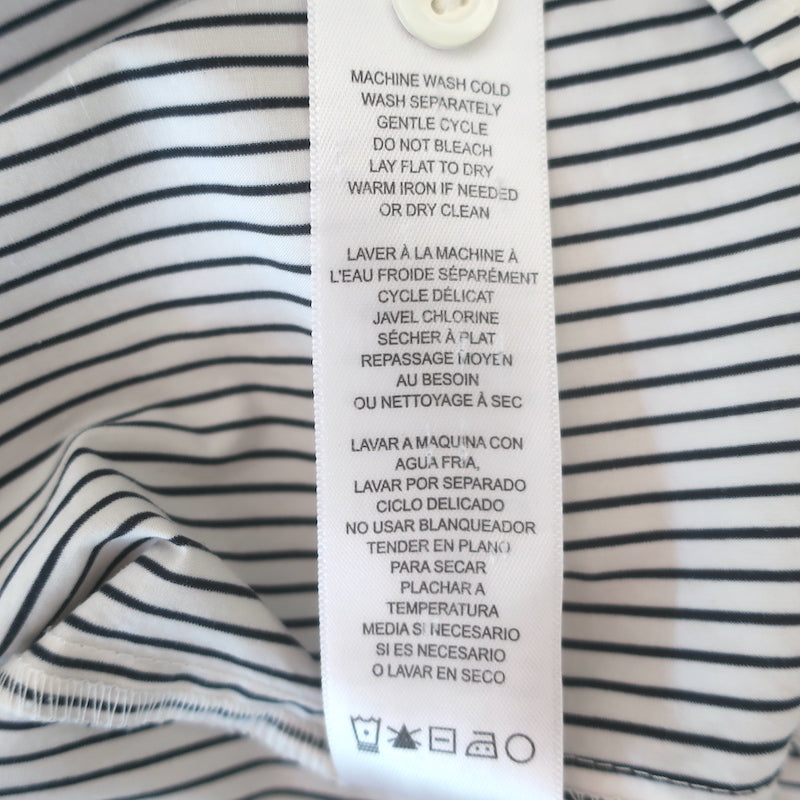 MACHINE WASH COLD
WASH SEPARATELY
GENTLE CYCLE
DO NOT BLEACH
LAY FLAT TO DRY
WARM IRON IF NEEDED
OR DRY CLEAN
LAVER À LA MACHINE À
L'EAU FROIDE SÉPARÉMENT
CYCLE DÉLICAT
JAVEL CHLORINE
SÉCHER À PLAT
REPASSAGE MOYEN
AU BESOIN
OU NETTOYAGE À SEC
LAVAR A MAQUINA CON
AGUA FRIA,
LAVAR POR SEPARADO
CICLO DELICADO
NO USAR BLANQUEADOR
TENDER EN PLANO
PARA SECAR
PLACHAR A
TEMPERATURA
MEDIA SI NECESARIO
SI ES NECESARIO
O LAVAR EN SECO